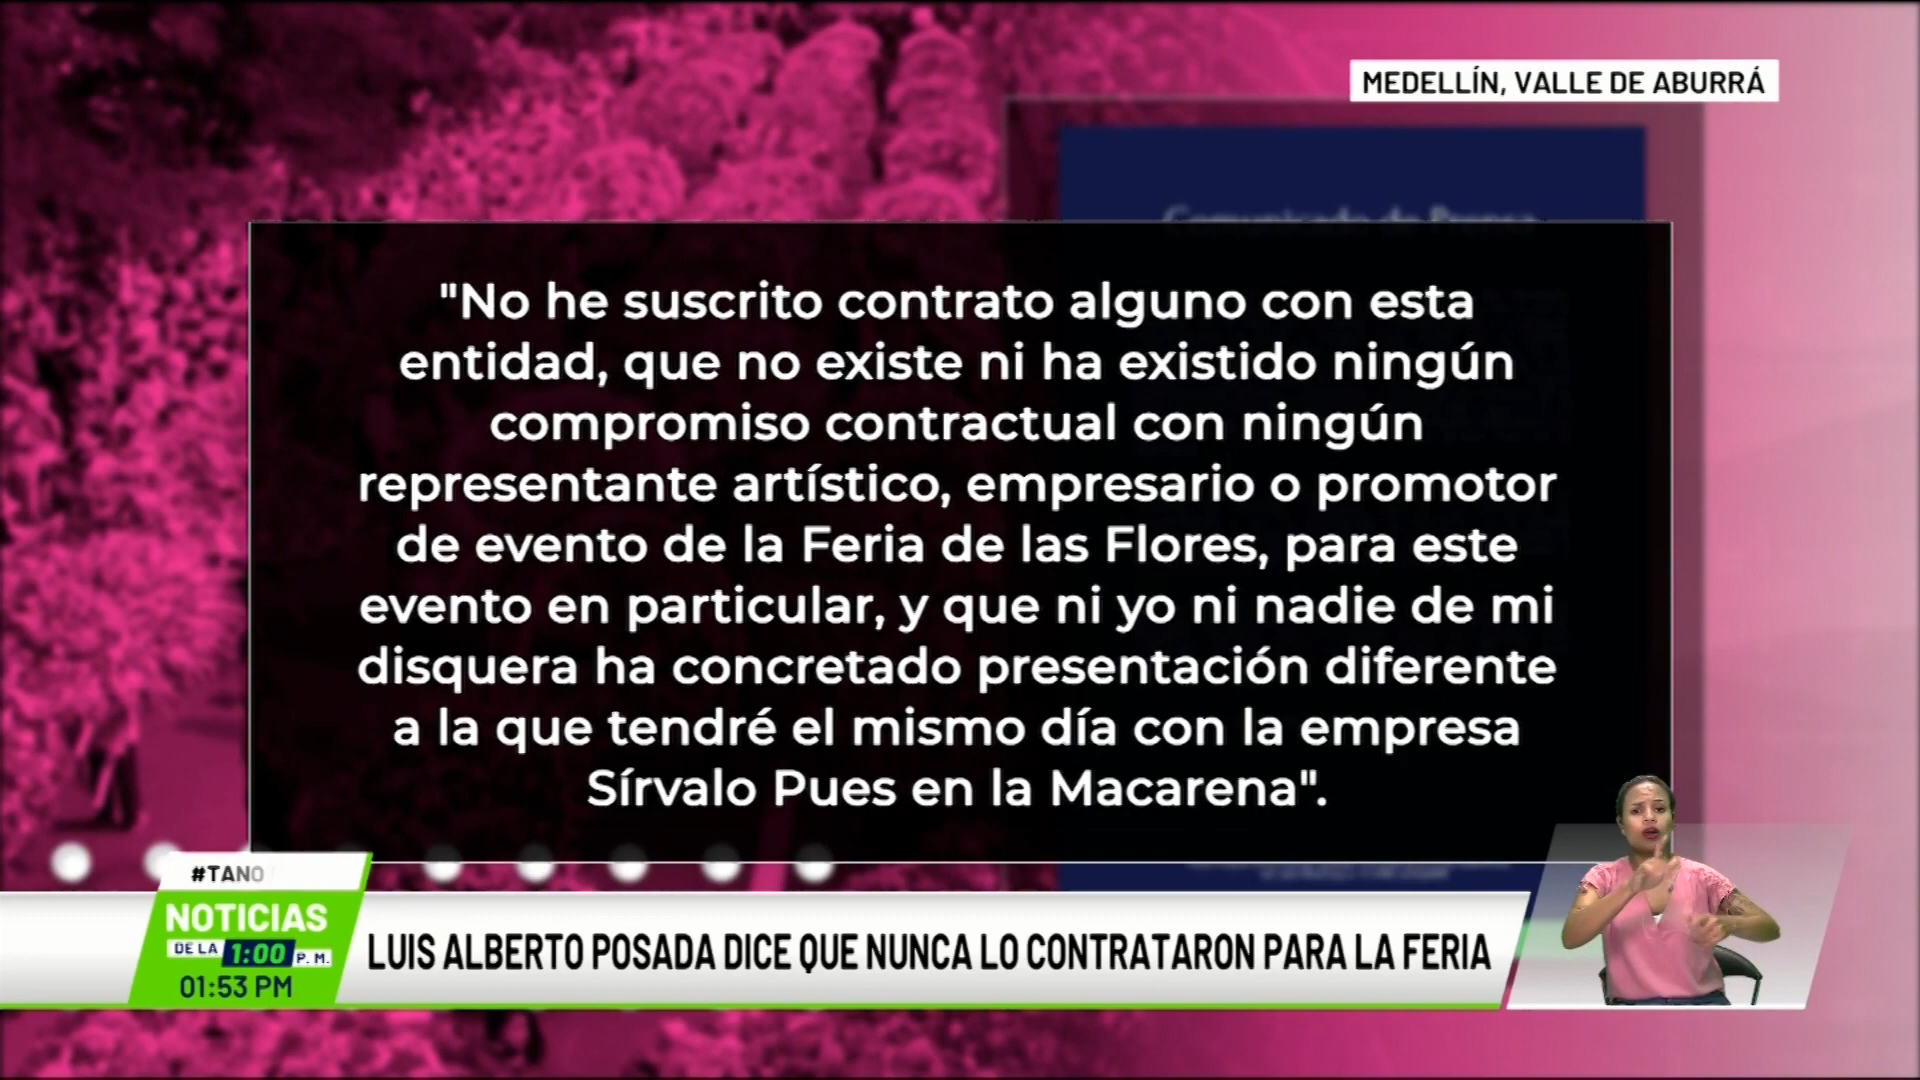 MEDELLÍN, VALLE DE ABURRÁ
Comunicado de Prensa
"No he suscrito contrato alguno con esta
entidad, que no existe ni ha existido ningún
compromiso contractual con ningún
representante artístico, empresario o promotor
de evento de la Feria de las Flores, para este
evento en particular, y que ni yo ni nadie de mi
disquera ha concretado presentación diferente
a la que tendré el mismo día con la empresa
Sírvalo Pues en la Macarena".
#TANO
NOTICIAS
DE LA 1:00 P. M.
01:53 PM
LUIS ALBERTO POSADA DICE QUE NUNCA LO CONTRATARON PARA LA FERIA